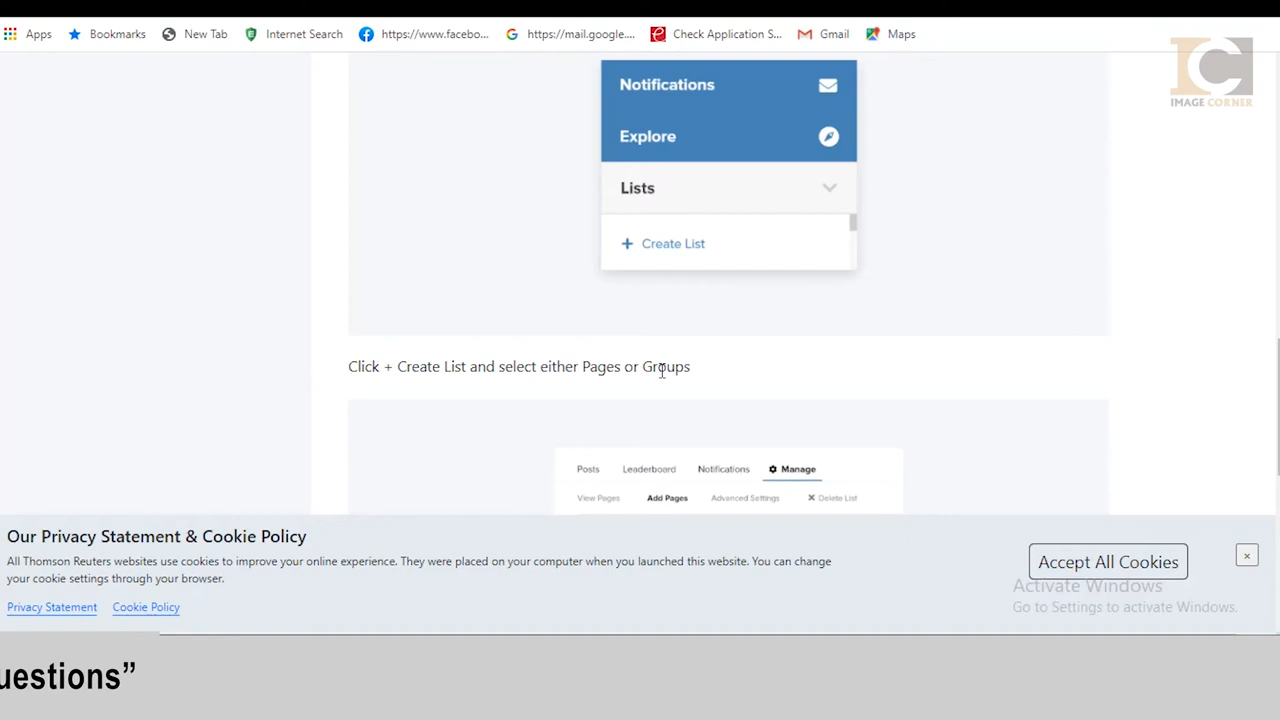 Apps Bookmarks New Tab Internet Search https://www.facebo... https://mail.google.... Check Application S... Gmail Maps
IC
IMAGE CORNER
Notifications
Explore
Lists
+ Create List
Click + Create List and select either Pages or Groups
Posts Leaderboard Notifications Manage
View Pages Add Pages Advanced Settings × Delete List
Our Privacy Statement & Cookie Policy
All Thomson Reuters websites use cookies to improve your online experience. They were placed on your computer when you launched this website. You can change
your cookie settings through your browser.
Privacy Statement Cookie Policy
Accept All Cookies
×
Activate Windows
Go to Settings to activate Windows.
uestions”